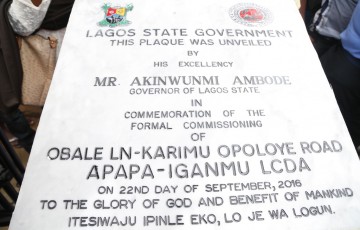 LAGOS STATE GOVERNMENT
THIS PLAQUE WAS UNVEILED
BY
HIS EXCELLENCY
MR. AKINWUNMI AMBODE
GOVERNOR OF LAGOS STATE
IN
COMMEMORATION OF THE
FORMAL COMMISSIONING
OF
OBALE LN-KARIMU OPOLOYE ROAD
APAPA-IGANMU LCDA
ON 22ND DAY OF SEPTEMBER, 2016
TO THE GLORY OF GOD AND BENEFIT OF MANKIND
ITESIWAJU IPINLE EKO, LO JE WA LOGUN.